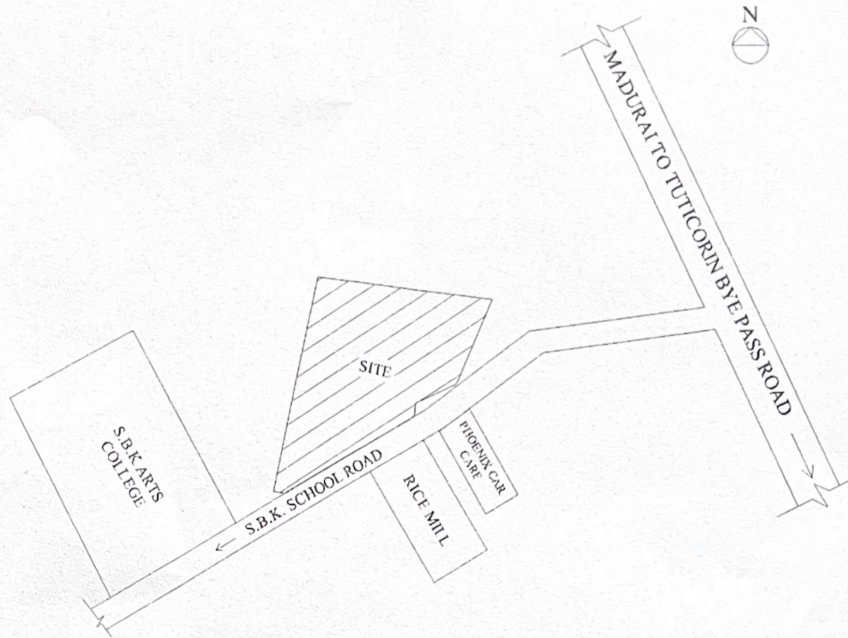 N
MADURAI TO TUTICORIN BYE PASS ROAD
SITE
S.B.K. ARTS
COLLEGE
S.B.K. SCHOOL ROAD
RICE MILL
PHOENIX CAR
CARE